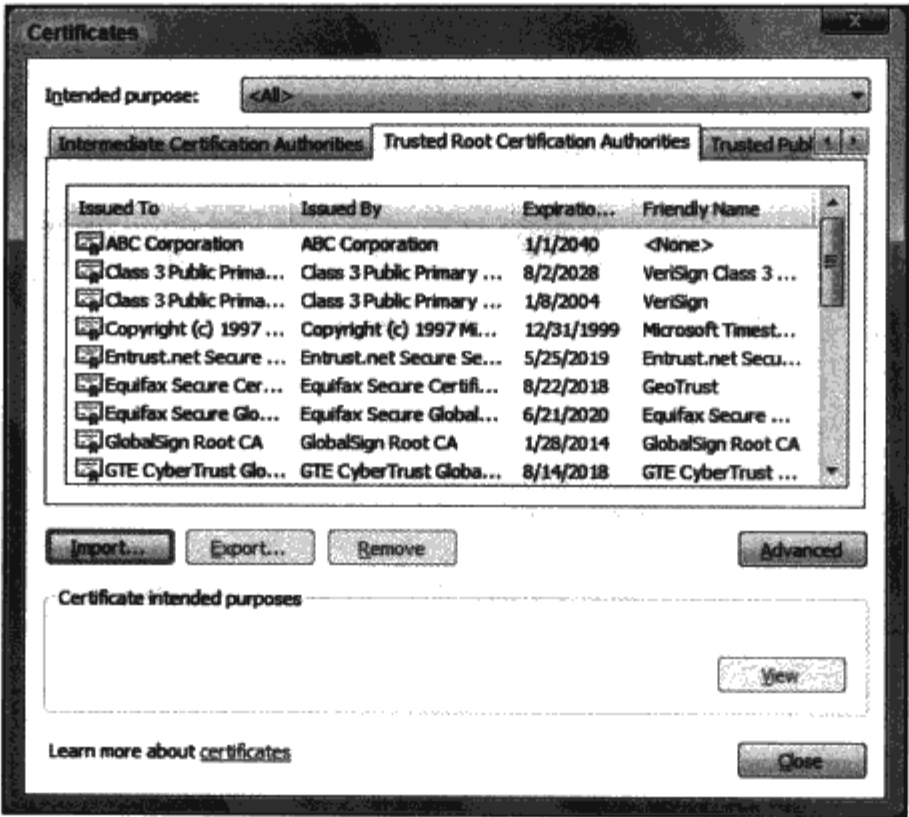 Certificates
Intended purpose: <All>
Intermediate Certification Authorities Trusted Root Certification Authorities Trusted Publ
Issued To Issued By Expiratio... Friendly Name
ABC Corporation ABC Corporation 1/1/2040 <None>
Class 3 Public Prima... Class 3 Public Primary ... 8/2/2028 VeriSign Class 3 ...
Class 3 Public Prima... Class 3 Public Primary ... 1/8/2004 VeriSign
Copyright (c) 1997 ... Copyright (c) 1997 Mi... 12/31/1999 Microsoft Timest...
Entrust.net Secure ... Entrust.net Secure Se... 5/25/2019 Entrust.net Secu...
Equifax Secure Cer... Equifax Secure Certifi... 8/22/2018 GeoTrust
Equifax Secure Glo... Equifax Secure Global... 6/21/2020 Equifax Secure ...
GlobalSign Root CA GlobalSign Root CA 1/28/2014 GlobalSign Root CA
GTE CyberTrust Glo... GTE CyberTrust Globa... 8/14/2018 GTE CyberTrust ...
Import... Export... Remove Advanced
Certificate intended purposes
View
Learn more about certificates
Close